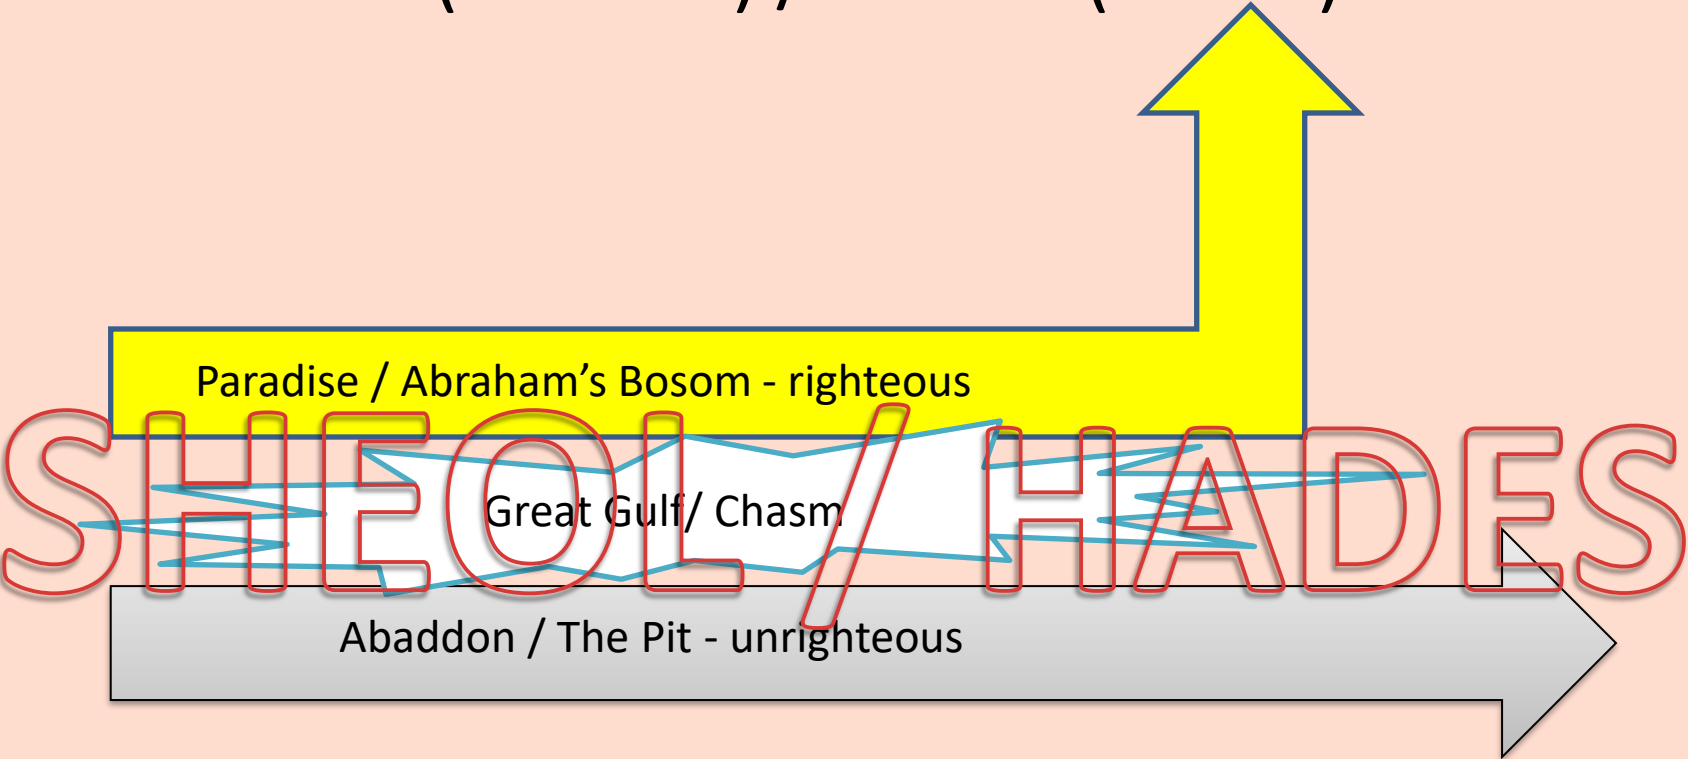 Paradise / Abraham’s Bosom - righteous
SHEOL / HADES
Great Gulf/ Chasm
Abaddon / The Pit - unrighteous